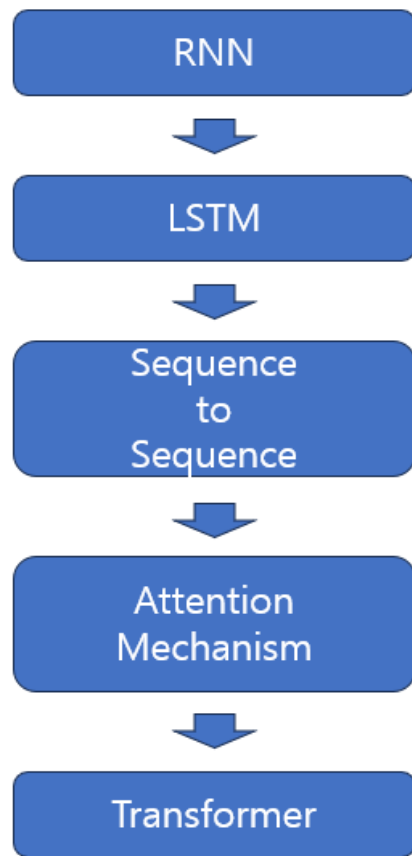 RNN
LSTM
Sequence
to
Sequence
Attention
Mechanism
Transformer